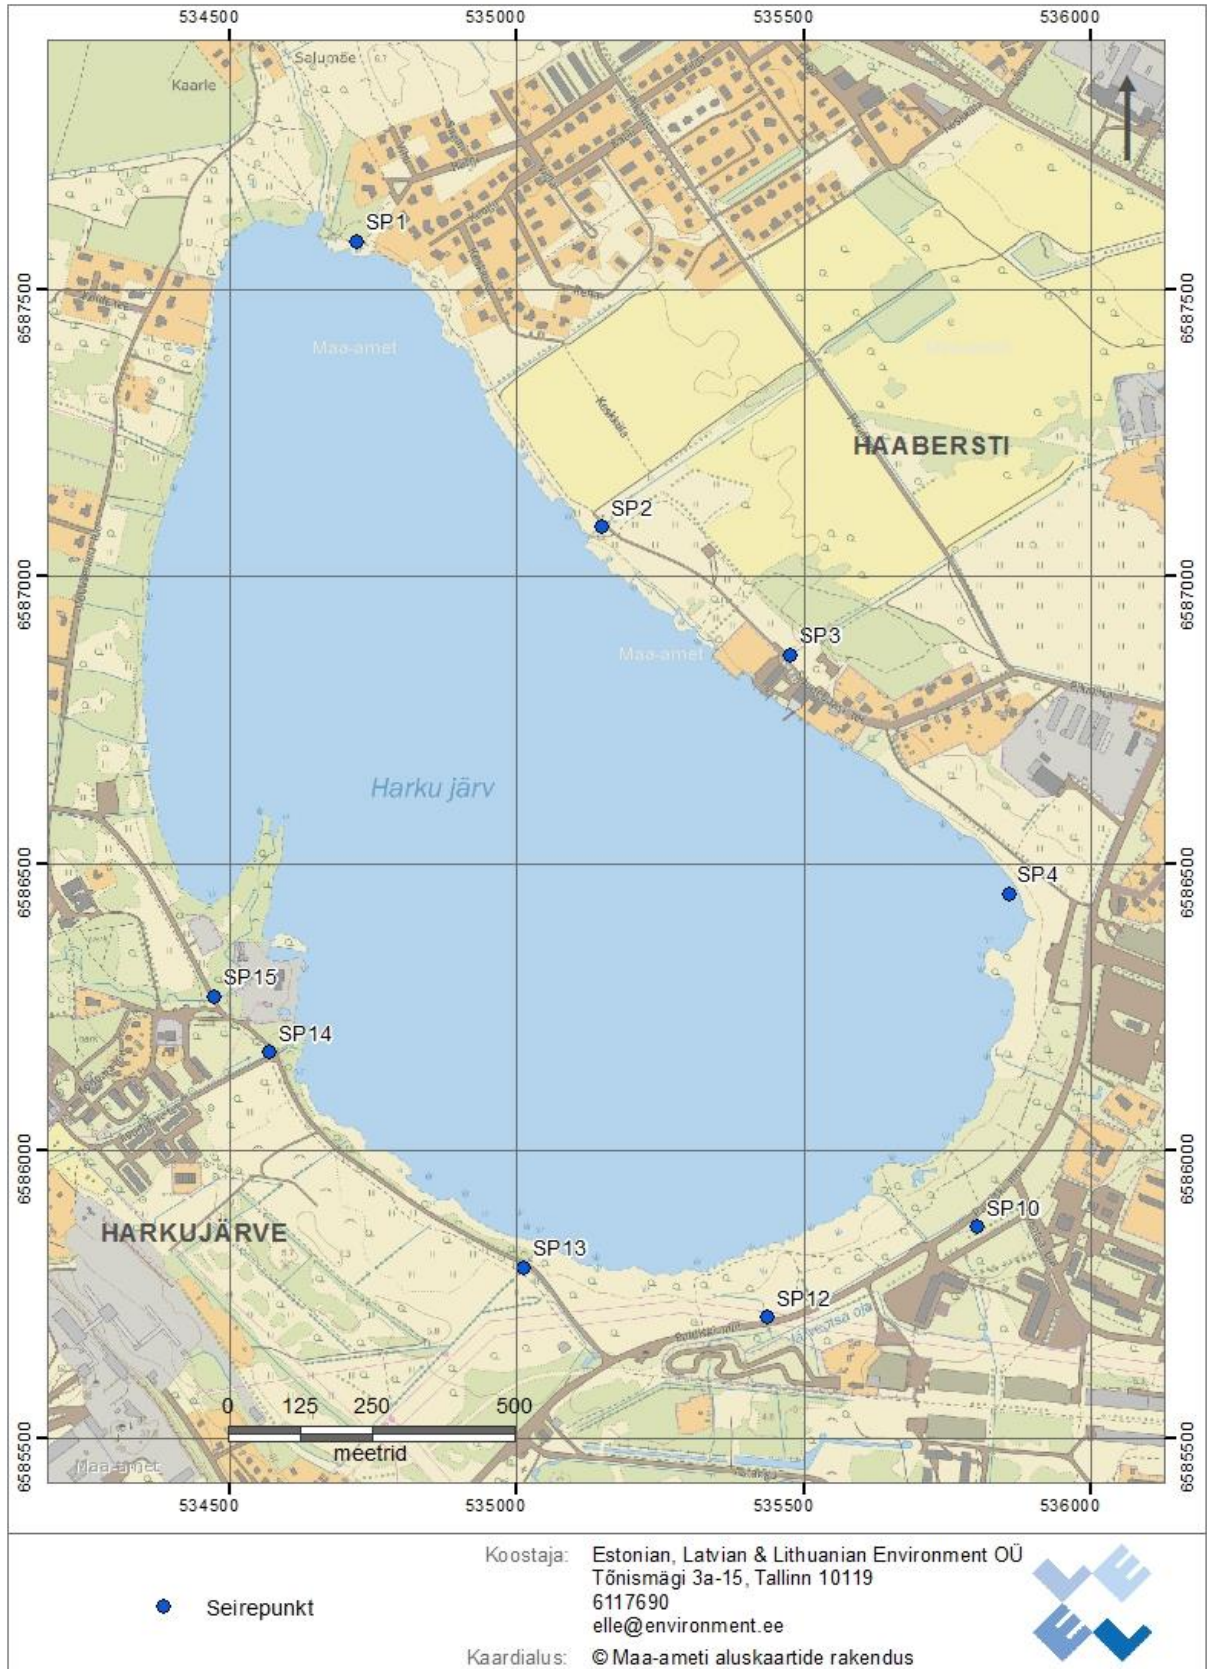 534500 535000 535500 536000
Salumäe
Kaarle
SP1
6587500 6587500
Maa-amet
Keskküla
HAABERSTI
SP2
6587000 6587000
SP3
Maa-amet
Harku järv
6586500 6586500
SP4
SP15
SP14
6586000 6586000
SP10
HARKUJÄRVE
SP13
SP12
Järveotsa oja
0 125 250 500
meetrid
6585500 6585500
Maa-amet
534500 535000 535500 536000
Seirepunkt
Koostaja: Estonian, Latvian & Lithuanian Environment OÜ
Tõnismägi 3a-15, Tallinn 10119
6117690
elle@environment.ee
Kaardialus: © Maa-ameti aluskaartide rakendus